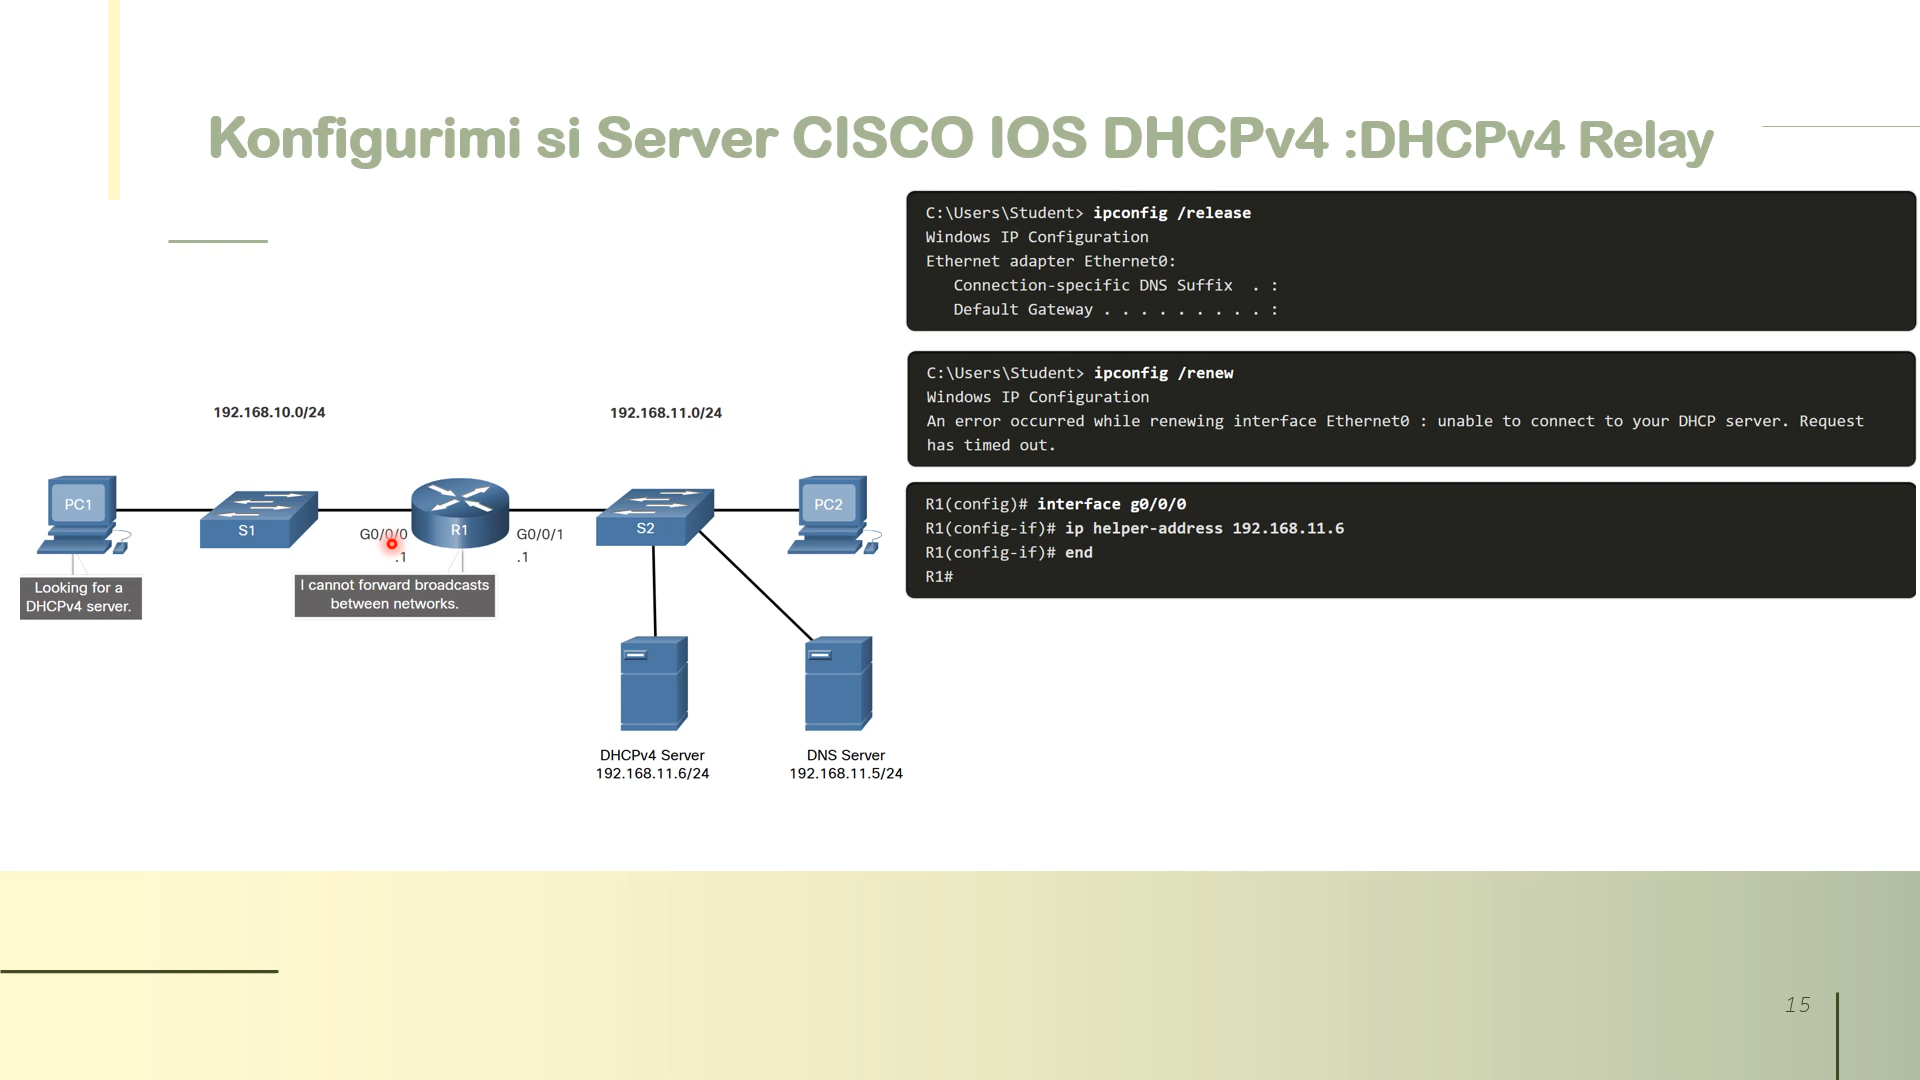 Konfigurimi si Server CISCO IOS DHCPv4 :DHCPv4 Relay
C:\Users\Student> ipconfig /release
Windows IP Configuration
Ethernet adapter Ethernet0:
Connection-specific DNS Suffix  . :
Default Gateway . . . . . . . . . :
C:\Users\Student> ipconfig /renew
Windows IP Configuration
An error occurred while renewing interface Ethernet0 : unable to connect to your DHCP server. Request
has timed out.
R1(config)# interface g0/0/0
R1(config-if)# ip helper-address 192.168.11.6
R1(config-if)# end
R1#
192.168.10.0/24
192.168.11.0/24
PC1
S1
G0/0/0
.1
R1
G0/0/1
.1
S2
PC2
Looking for a
DHCPv4 server.
I cannot forward broadcasts
between networks.
DHCPv4 Server
192.168.11.6/24
DNS Server
192.168.11.5/24
15